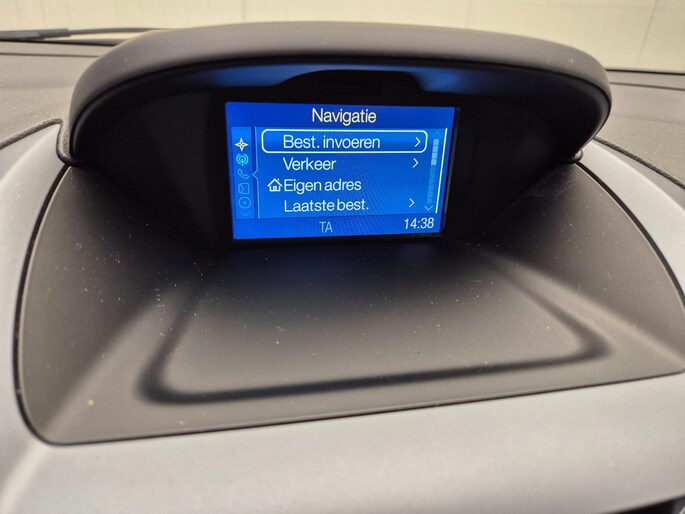 Navigatie
Best. invoeren
Verkeer
Eigen adres
Laatste best.
TA 14:38